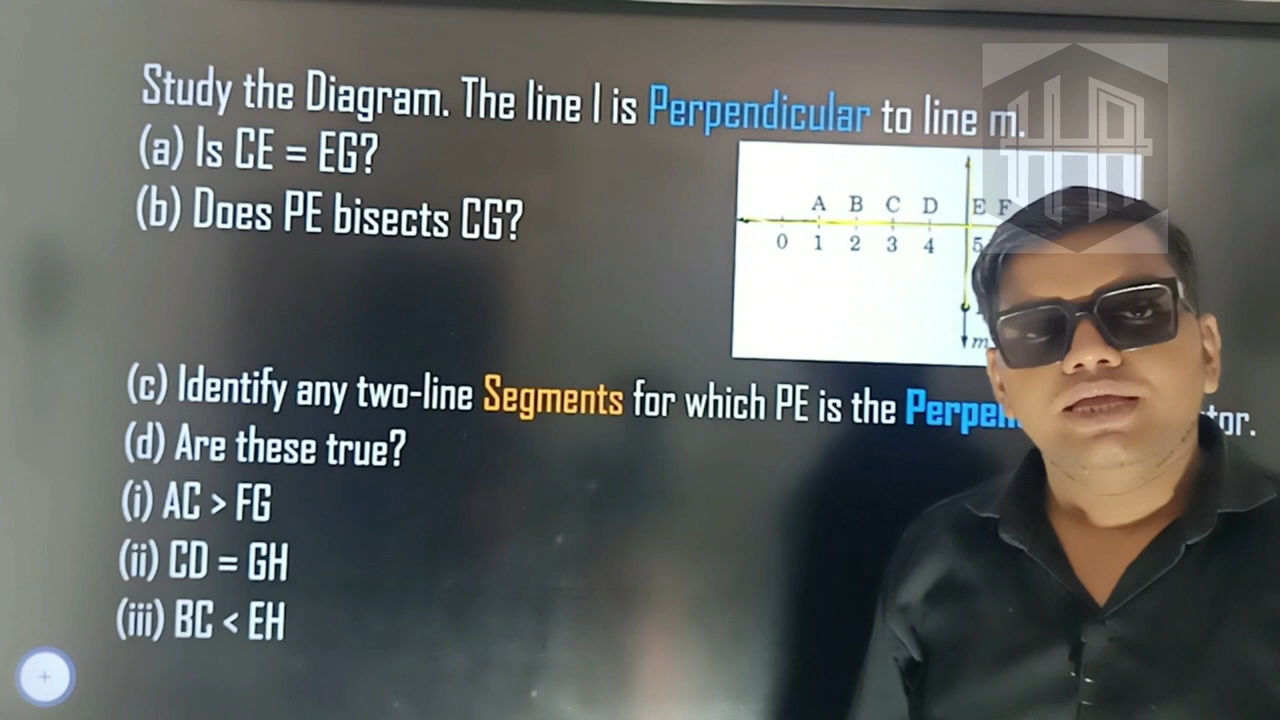 Study the Diagram. The line l is Perpendicular to line m.
(a) Is CE = EG?
(b) Does PE bisects CG?
A B C D E F
0 1 2 3 4 5
m
(c) Identify any two-line Segments for which PE is the
(d) Are these true?
(i) AC > FG
(ii) CD = GH
(iii) BC < EH